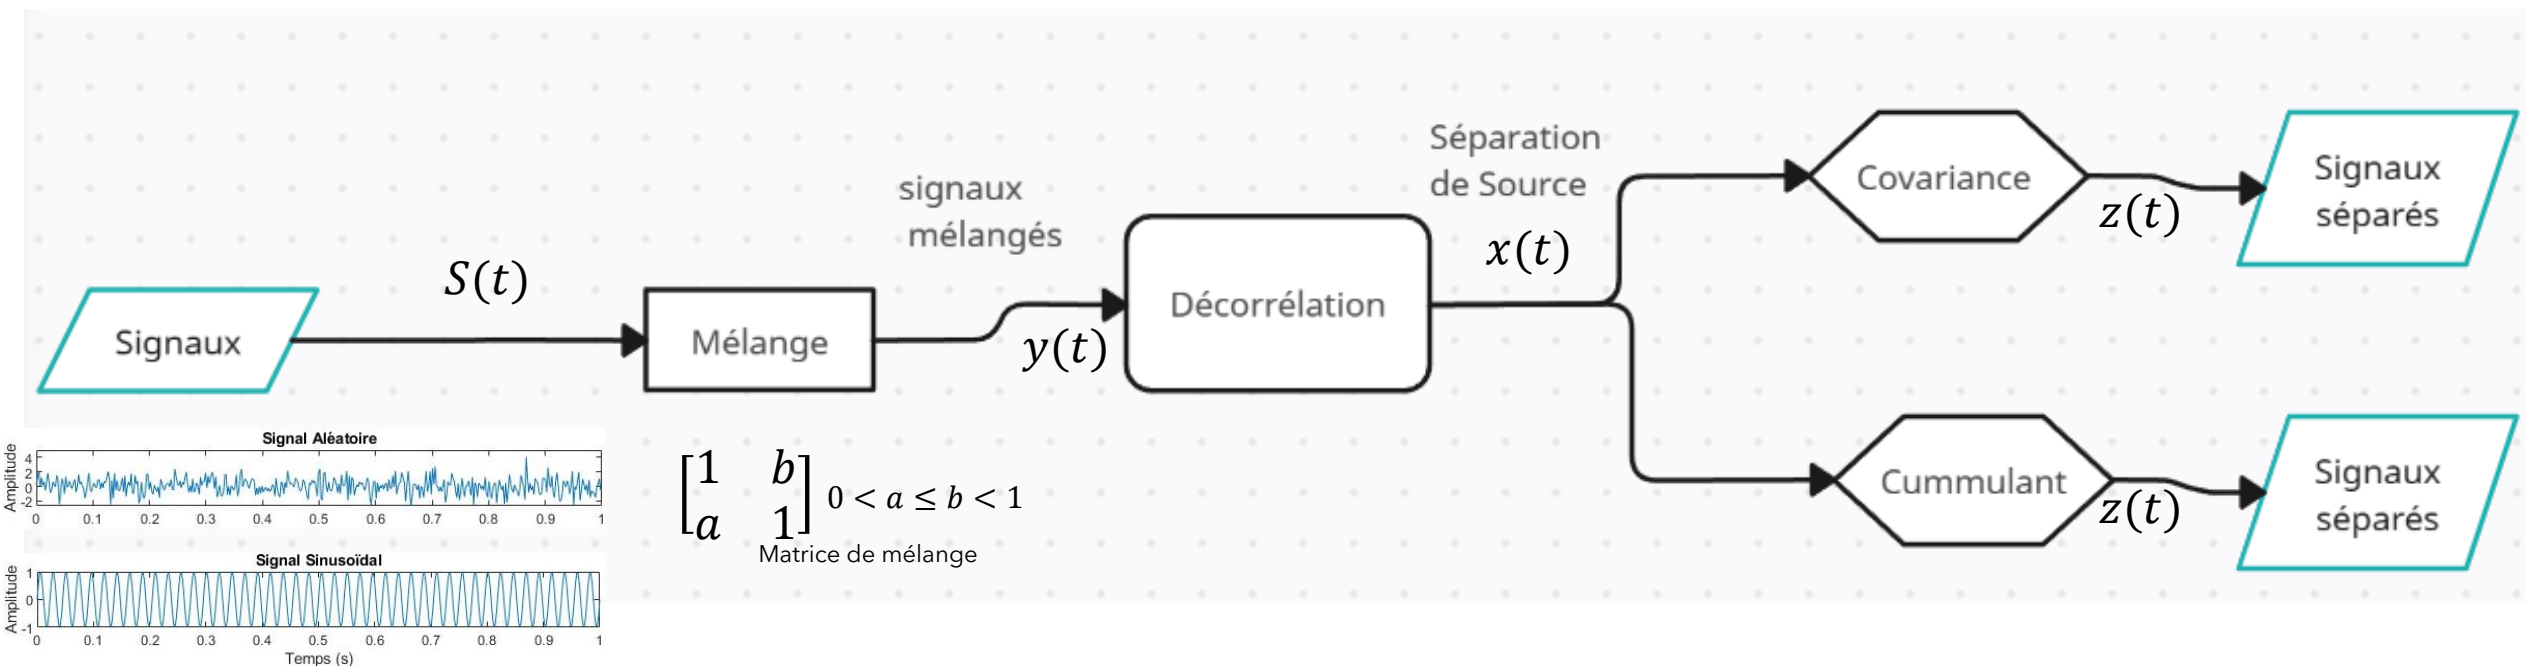 Signaux
S(t)
Mélange
signaux
mélangés
y(t)
Décorrélation
Séparation
de Source
x(t)
Covariance
z(t)
Signaux
séparés
Cummulant
z(t)
Signaux
séparés
Signal Aléatoire
Amplitude
4
2
0
-2
0 0.1 0.2 0.3 0.4 0.5 0.6 0.7 0.8 0.9 1
Signal Sinusoïdal
Amplitude
1
0
-1
0 0.1 0.2 0.3 0.4 0.5 0.6 0.7 0.8 0.9 1
Temps (s)
[1 b]
[a 1] 0 < a ≤ b < 1
Matrice de mélange